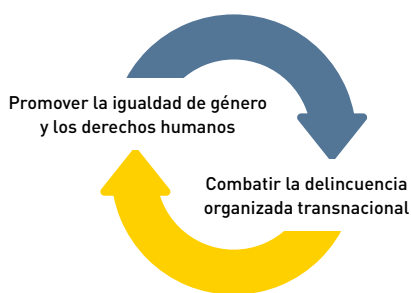 Promover la igualdad de género
y los derechos humanos
Combatir la delincuencia
organizada transnacional